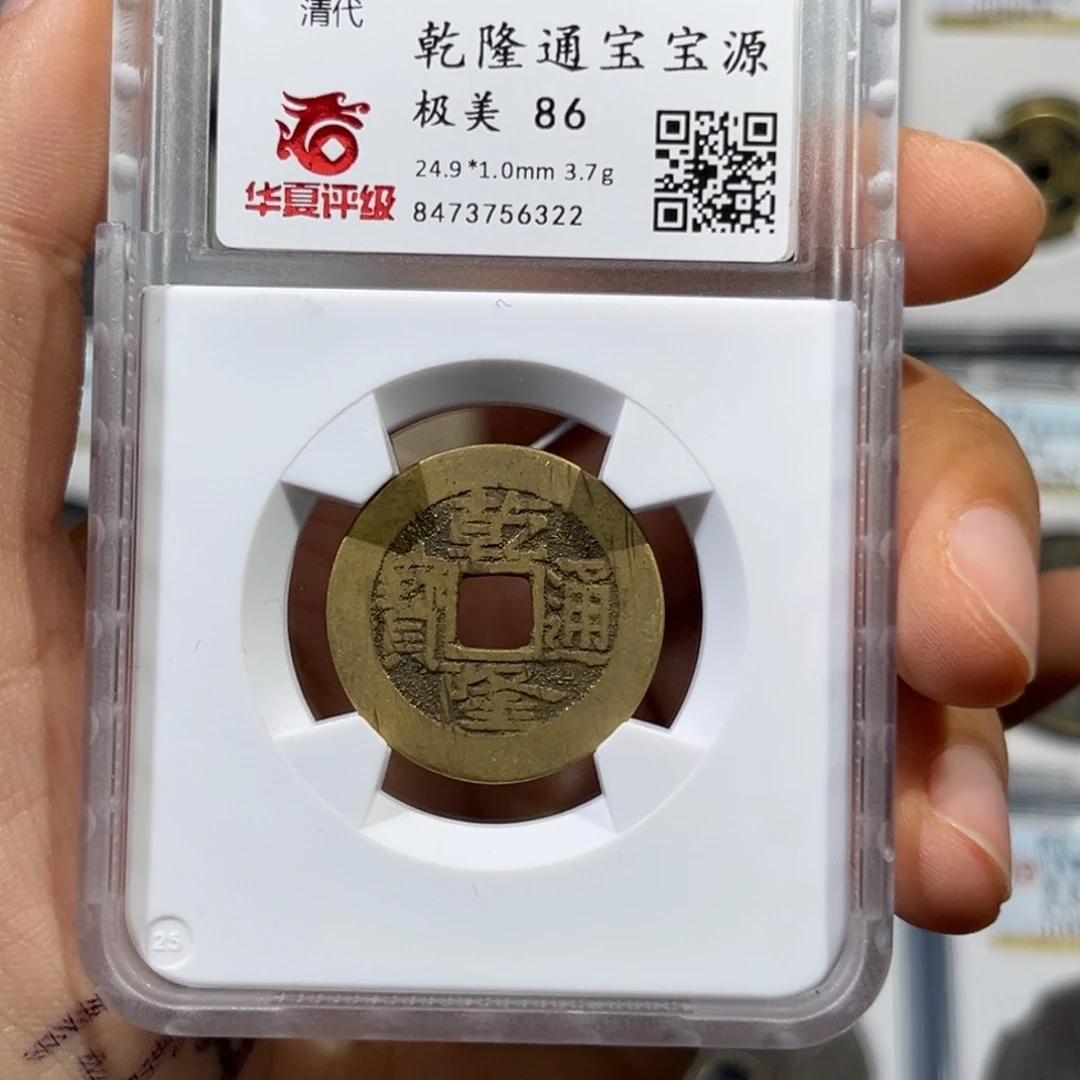 清代
乾隆通宝宝源
极美 86
24.9*1.0mm 3.7g
华夏评级
8473756322
乾
寶 通
隆
25